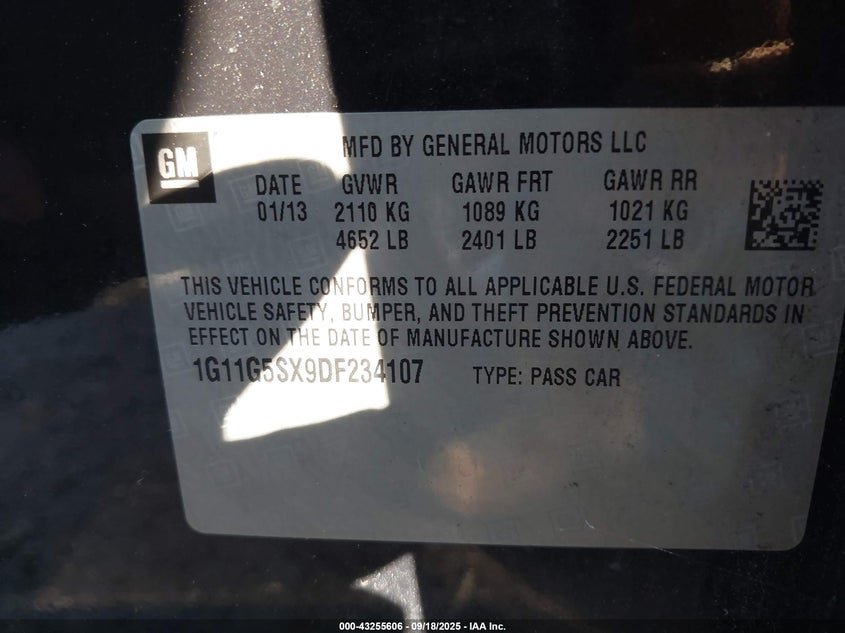 GM
MFD BY GENERAL MOTORS LLC
DATE GVWR GAWR FRT GAWR RR
01/13 2110 KG 1089 KG 1021 KG
4652 LB 2401 LB 2251 LB
THIS VEHICLE CONFORMS TO ALL APPLICABLE U.S. FEDERAL MOTOR
VEHICLE SAFETY, BUMPER, AND THEFT PREVENTION STANDARDS IN
EFFECT ON THE DATE OF MANUFACTURE SHOWN ABOVE.
1G11G5SX9DF234107 TYPE: PASS CAR
000-43255606 - 09/18/2025 - IAA Inc.